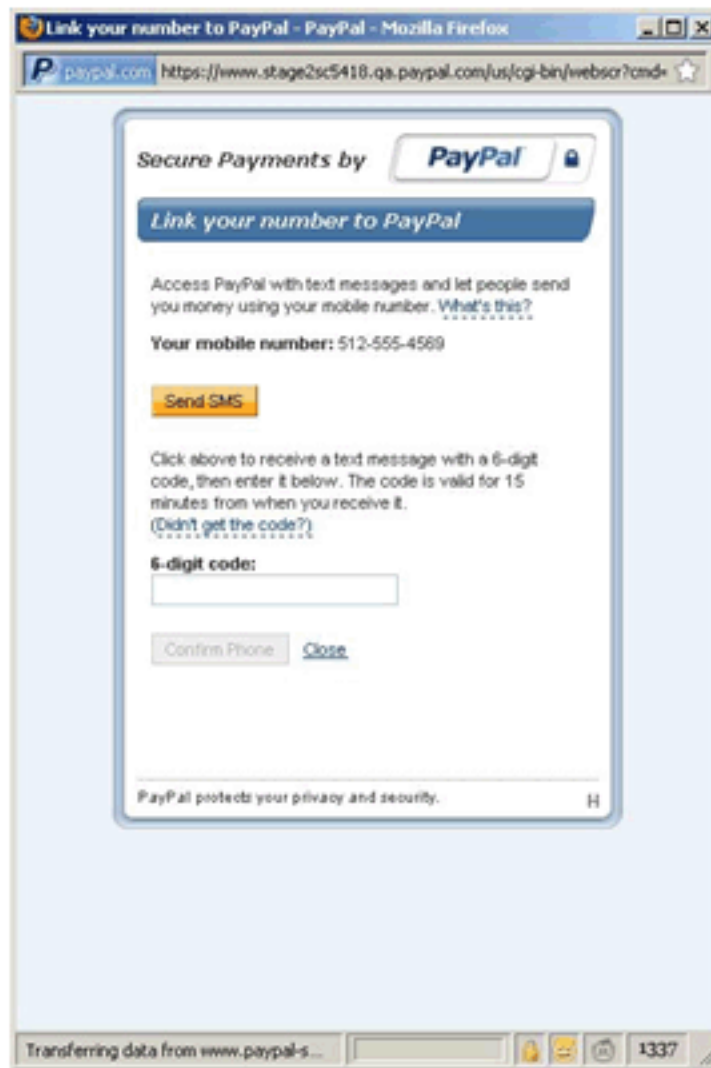 Link your number to PayPal - PayPal - Mozilla Firefox
paypal.com https://www.stage2sc5418.qa.paypal.com/us/cgi-bin/webscr?cmd=
Secure Payments by PayPal
Link your number to PayPal
Access PayPal with text messages and let people send
you money using your mobile number. What's this?
Your mobile number: 512-555-4569
Send SMS
Click above to receive a text message with a 6-digit
code, then enter it below. The code is valid for 15
minutes from when you receive it.
(Didn't get the code?)
6-digit code:
Confirm Phone Close
PayPal protects your privacy and security. H
Transferring data from www.paypal-s... 1337